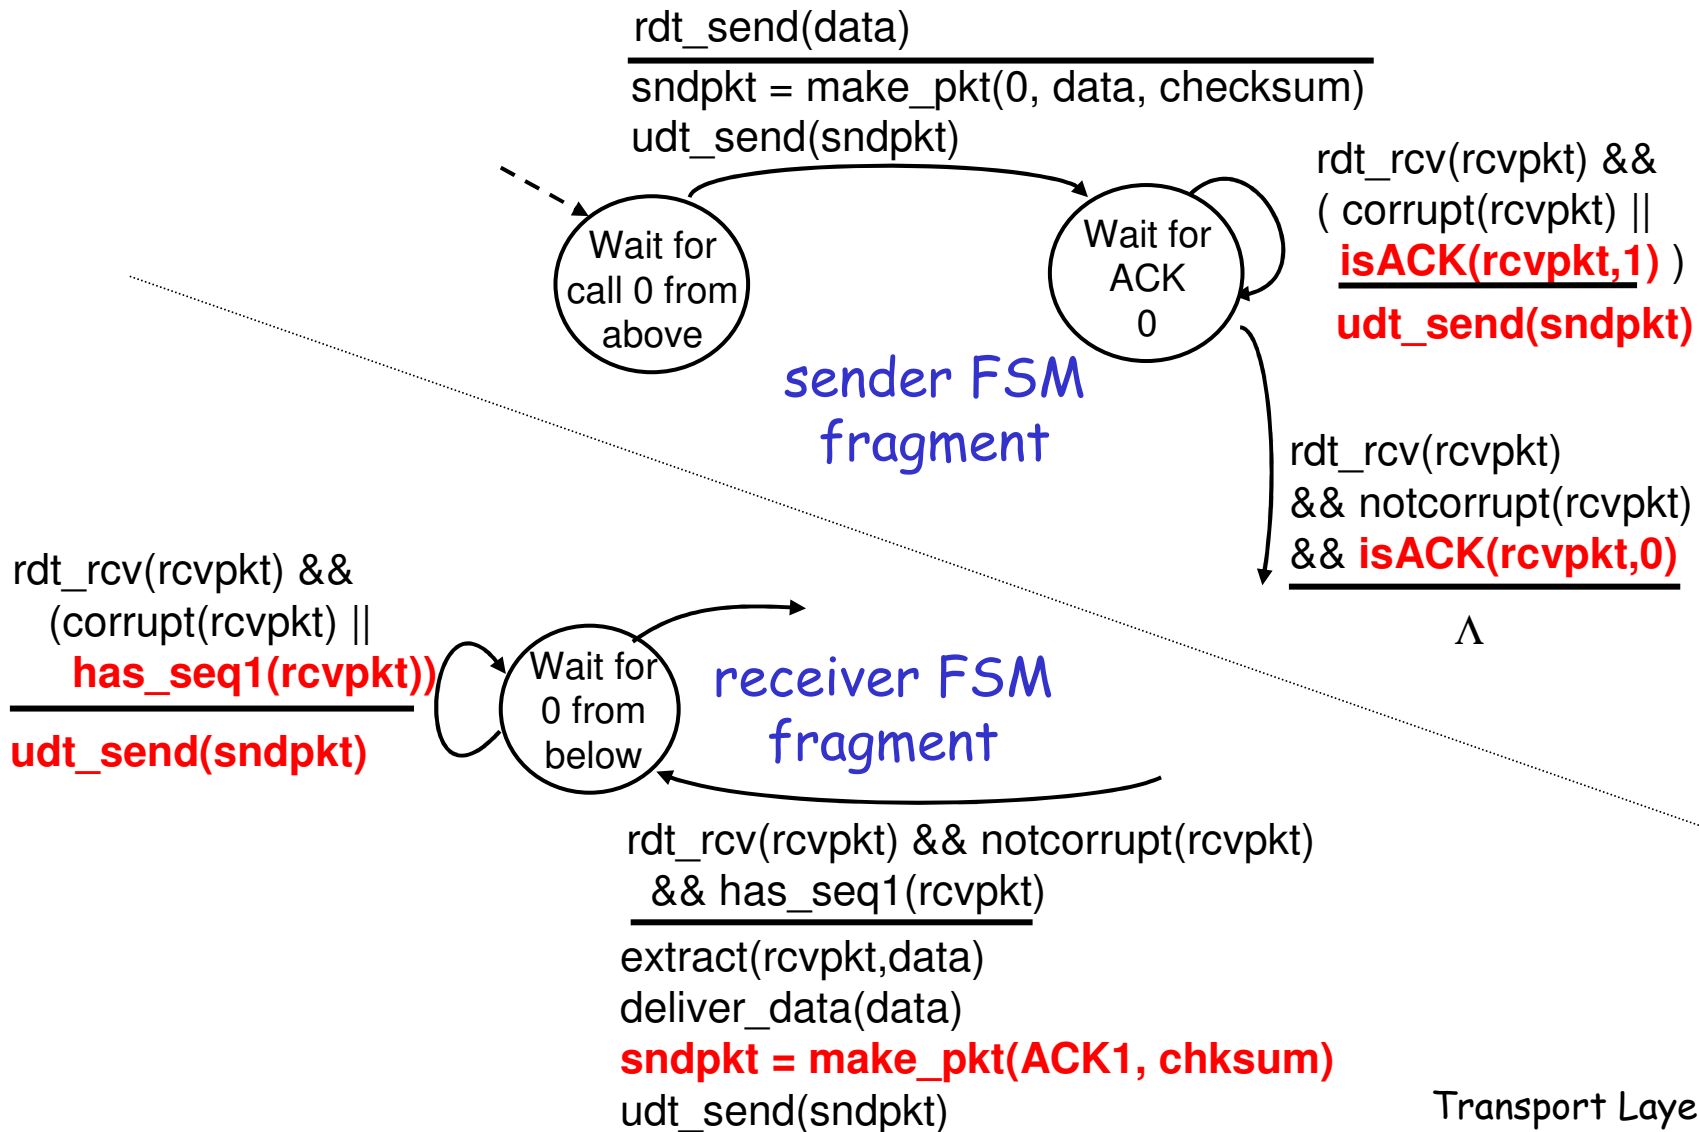 rdt_send(data)
sndpkt = make_pkt(0, data, checksum)
udt_send(sndpkt)
rdt_rcv(rcvpkt) &&
( corrupt(rcvpkt) ||
isACK(rcvpkt,1) )
udt_send(sndpkt)
Wait for
call 0 from
above
Wait for
ACK
0
sender FSM
fragment
rdt_rcv(rcvpkt)
&& notcorrupt(rcvpkt)
&& isACK(rcvpkt,0)
Λ
rdt_rcv(rcvpkt) &&
(corrupt(rcvpkt) ||
has_seq1(rcvpkt))
udt_send(sndpkt)
Wait for
0 from
below
receiver FSM
fragment
rdt_rcv(rcvpkt) && notcorrupt(rcvpkt)
&& has_seq1(rcvpkt)
extract(rcvpkt,data)
deliver_data(data)
sndpkt = make_pkt(ACK1, chksum)
udt_send(sndpkt)
Transport Laye